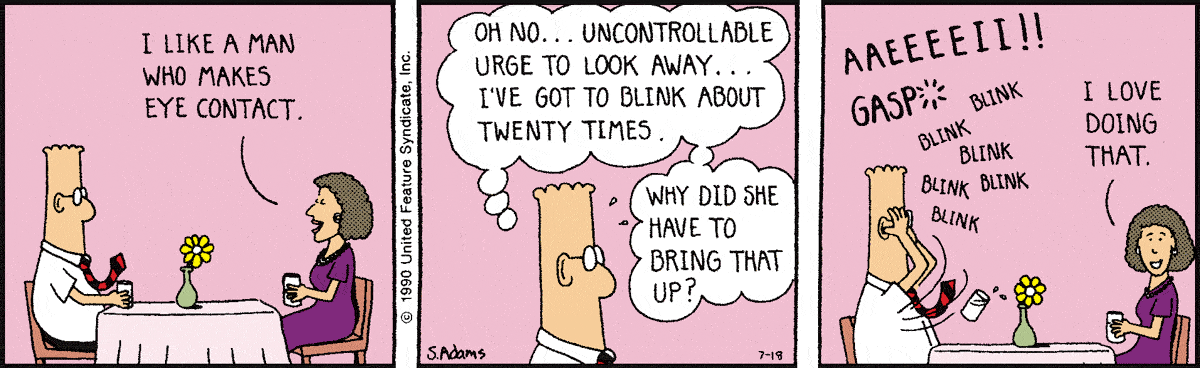 I LIKE A MAN
WHO MAKES
EYE CONTACT.
© 1990 United Feature Syndicate, Inc.
OH NO... UNCONTROLLABLE
URGE TO LOOK AWAY...
I'VE GOT TO BLINK ABOUT
TWENTY TIMES.
WHY DID SHE
HAVE TO
BRING THAT
UP?
S.Adams
7-18
AAEEEEII!!
GASP
BLINK
BLINK
BLINK
BLINK
BLINK
BLINK
I LOVE
DOING
THAT.